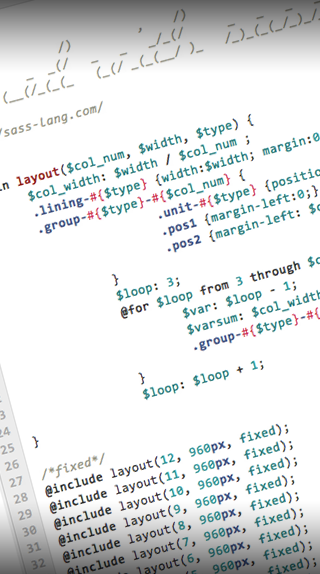 /sass-lang.com/
n layout($col_num, $width, $type) {
$col_width: $width / $col_num ;
.lining-#{$type} {width:$width; margin:0
.group-#{$type}-#{$col_num} {
.unit-#{$type} {positio
.pos1 {margin-left:0;}
.pos2 {margin-left: $c
}
$loop: 3;
@for $loop from 3 through $c
$var: $loop - 1;
$varsum: $col_widt
.group-#{$type}-#
}
$loop: $loop + 1;
}
/*fixed*/
@include layout(12, 960px, fixed);
@include layout(11, 960px, fixed);
@include layout(10, 960px, fixed);
@include layout(9, 960px, fixed);
@include layout(8, 960px, fixed);
@include layout(7, 960px, fixed);
@include layout(6, 960px, fixed);
24
25
26
27
28
29
30
31
32